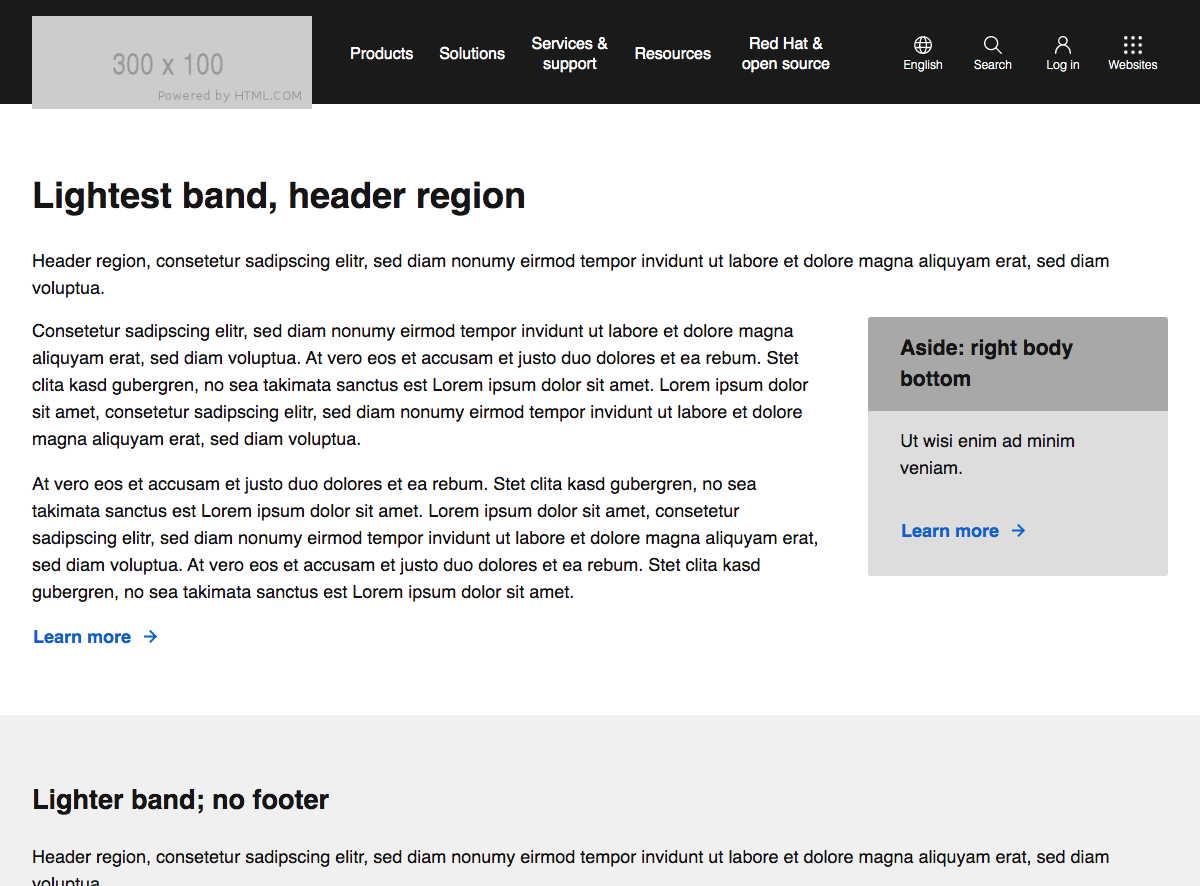 300 x 100
Powered by HTML.COM
Products
Solutions
Services &
support
Resources
Red Hat &
open source
English
Search
Log in
Websites
Lightest band, header region
Header region, consetetur sadipscing elitr, sed diam nonumy eirmod tempor invidunt ut labore et dolore magna aliquyam erat, sed diam
voluptua.
Consetetur sadipscing elitr, sed diam nonumy eirmod tempor invidunt ut labore et dolore magna
aliquyam erat, sed diam voluptua. At vero eos et accusam et justo duo dolores et ea rebum. Stet
clita kasd gubergren, no sea takimata sanctus est Lorem ipsum dolor sit amet. Lorem ipsum dolor
sit amet, consetetur sadipscing elitr, sed diam nonumy eirmod tempor invidunt ut labore et dolore
magna aliquyam erat, sed diam voluptua.
At vero eos et accusam et justo duo dolores et ea rebum. Stet clita kasd gubergren, no sea
takimata sanctus est Lorem ipsum dolor sit amet. Lorem ipsum dolor sit amet, consetetur
sadipscing elitr, sed diam nonumy eirmod tempor invidunt ut labore et dolore magna aliquyam erat,
sed diam voluptua. At vero eos et accusam et justo duo dolores et ea rebum. Stet clita kasd
gubergren, no sea takimata sanctus est Lorem ipsum dolor sit amet.
Learn more →
Aside: right body
bottom
Ut wisi enim ad minim
veniam.
Learn more →
Lighter band; no footer
Header region, consetetur sadipscing elitr, sed diam nonumy eirmod tempor invidunt ut labore et dolore magna aliquyam erat, sed diam
voluptua.